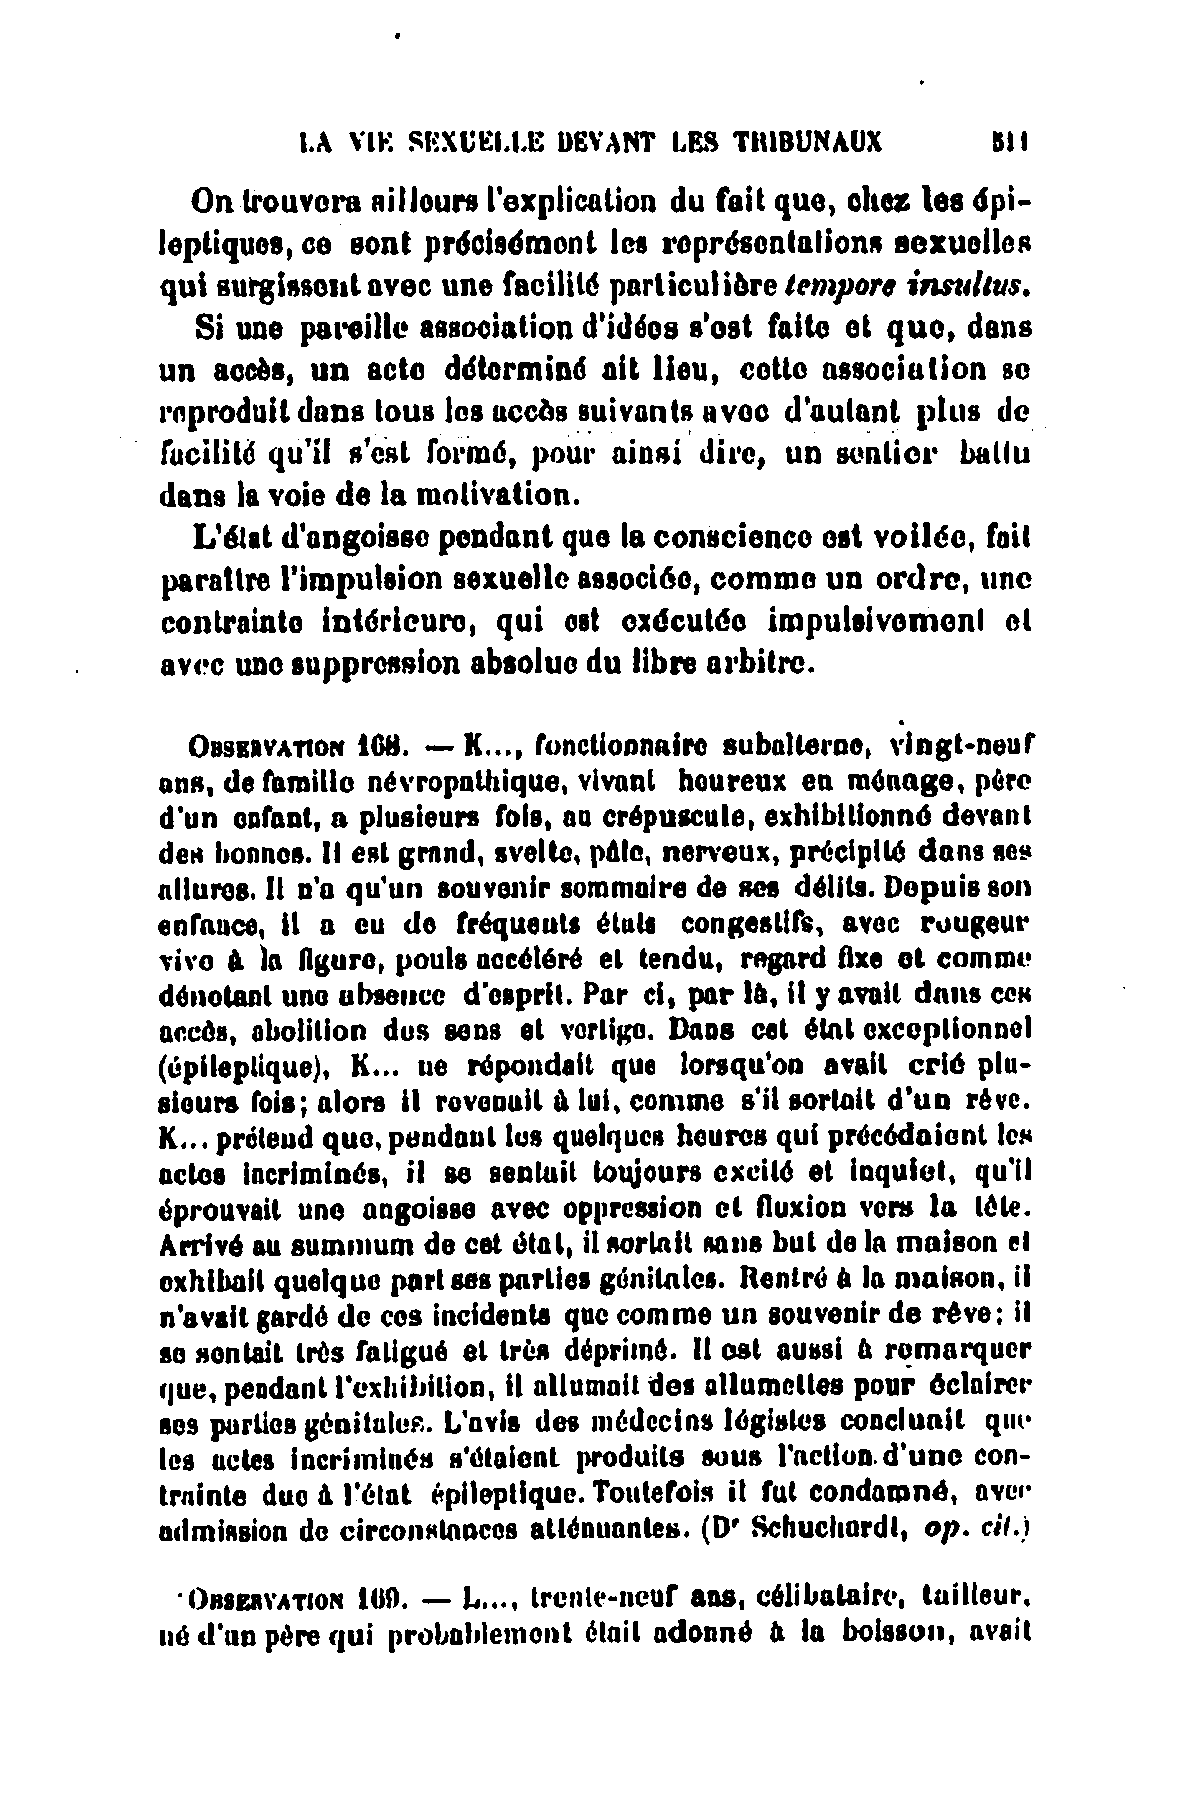 LA VIE SEXUELLE DEVANT LES TRIBUNAUX 511
On trouvera ailleurs l'explication du fait que, chez les épi-
leptiques, ce sont précisément les représentations sexuelles
qui surgissent avec une facilité particulière tempore insultus.
Si une pareille association d'idées s'est faite et que, dans
un accès, un acte déterminé ait lieu, cette association se
reproduit dans tous les accès suivants avec d'autant plus de
facilité qu'il s'est formé, pour ainsi dire, un sentier battu
dans la voie de la motivation.
L'état d'angoisse pendant que la conscience est voilée, fait
paraître l'impulsion sexuelle associée, comme un ordre, une
contrainte intérieure, qui est exécutée impulsivement et
avec une suppression absolue du libre arbitre.
OBSERVATION 168. — K..., fonctionnaire subalterne, vingt-neuf
ans, de famille névropathique, vivant heureux en ménage, père
d'un enfant, a plusieurs fois, au crépuscule, exhibitionné devant
des bonnes. Il est grand, svelte, pâle, nerveux, précipité dans ses
allures. Il n'a qu'un souvenir sommaire de ses délits. Depuis son
enfance, il a eu de fréquents états congestifs, avec rougeur
vive à la figure, pouls accéléré et tendu, regard fixe et comme
dénotant une absence d'esprit. Par ci, par là, il y avait dans ces
accès, abolition des sens et vertige. Dans cet état exceptionnel
(épileptique), K... ne répondait que lorsqu'on avait crié plu-
sieurs fois; alors il revenait à lui, comme s'il sortait d'un rêve.
K... prétend que, pendant les quelques heures qui précédaient les
actes incriminés, il se sentait toujours excité et inquiet, qu'il
éprouvait une angoisse avec oppression et fluxion vers la tête.
Arrivé au summum de cet état, il sortait sans but de la maison et
exhibait quelque part ses parties génitales. Rentré à la maison, il
n'avait gardé de ces incidents que comme un souvenir de rêve; il
se sentait très fatigué et très déprimé. Il est aussi à remarquer
que, pendant l'exhibition, il allumait des allumettes pour éclairer
ses parties génitales. L'avis des médecins légistes concluait que
les actes incriminés s'étaient produits sous l'action d'une con-
trainte due à l'état épileptique. Toutefois il fut condamné, avec
admission de circonstances atténuantes. (Dr Schuchardt, op. cit.)
OBSERVATION 169. — L..., trente-neuf ans, célibataire, tailleur,
né d'un père qui probablement était adonné à la boisson, avait